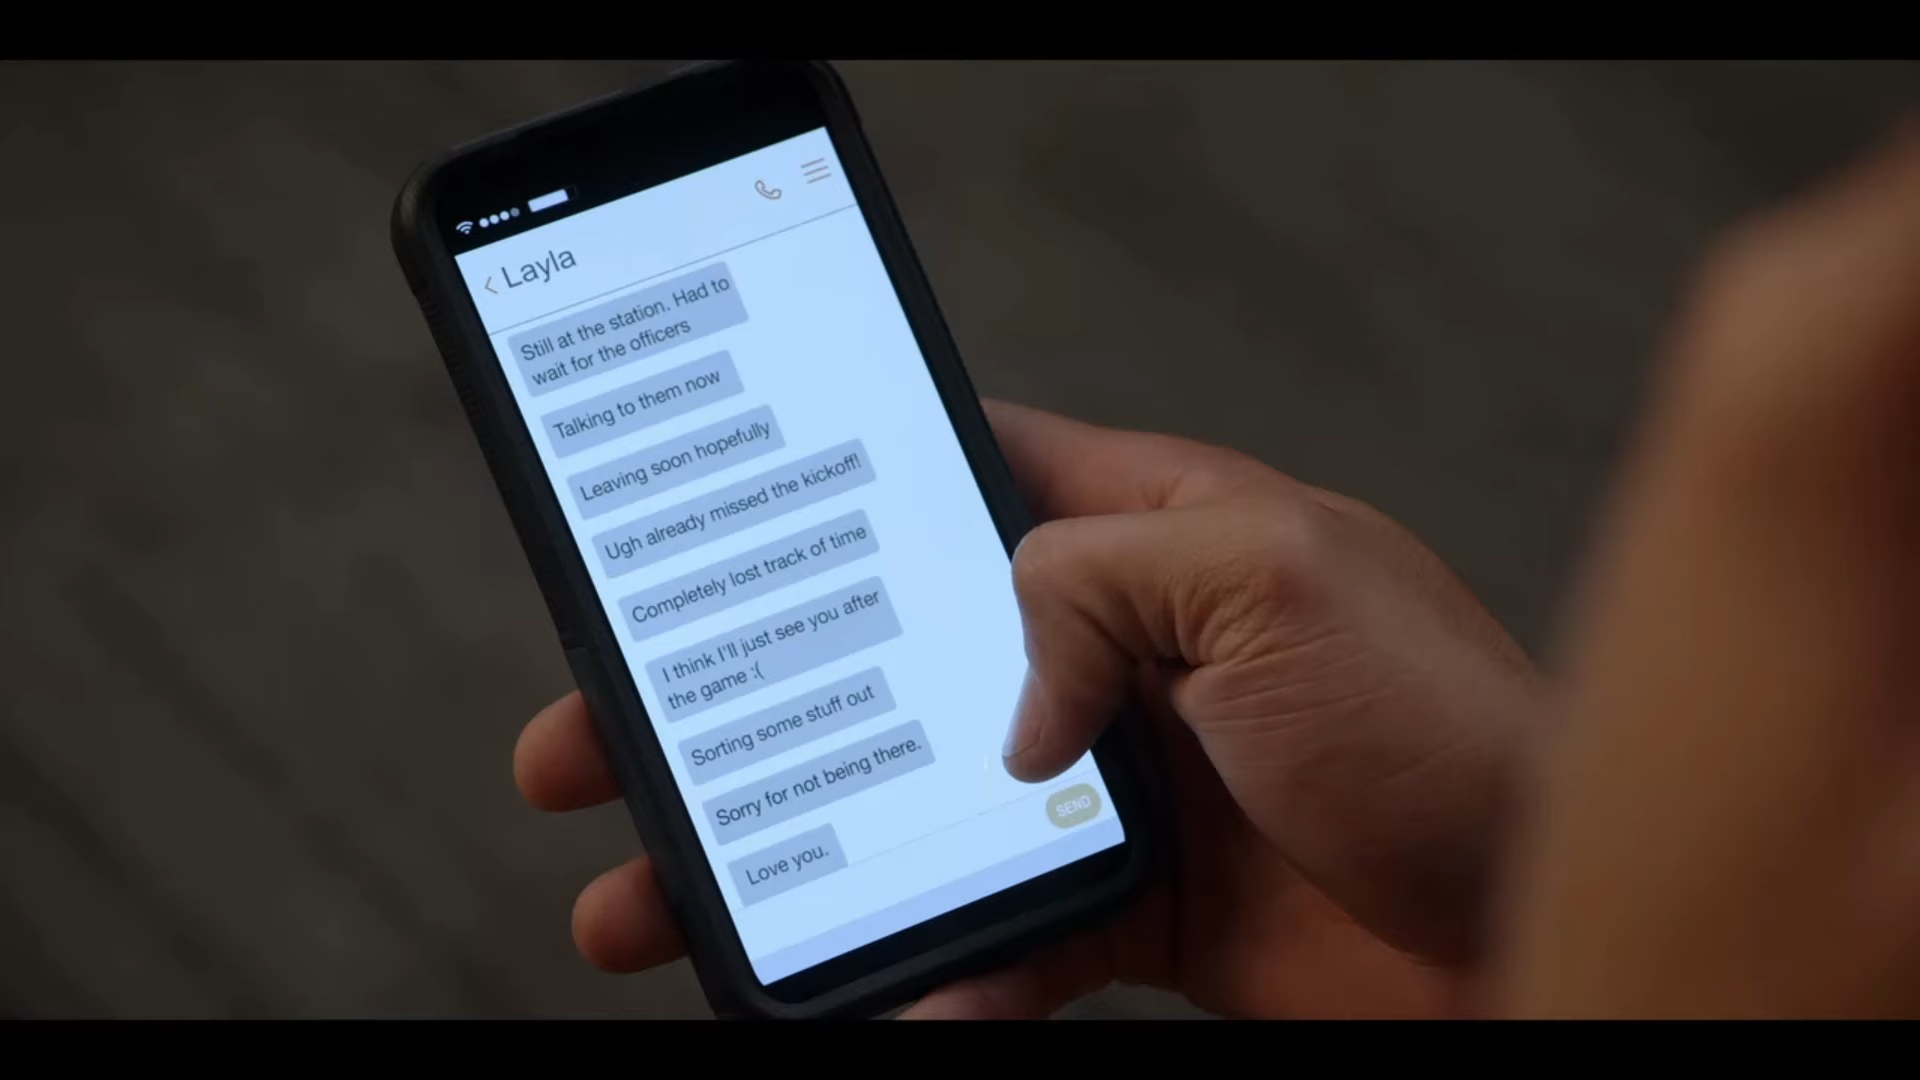 Layla
Still at the station. Had to
wait for the officers
Talking to them now
Leaving soon hopefully
Ugh already missed the kickoff!
Completely lost track of time
I think I'll just see you after
the game :(
Sorting some stuff out
Sorry for not being there.
Love you.
SEND